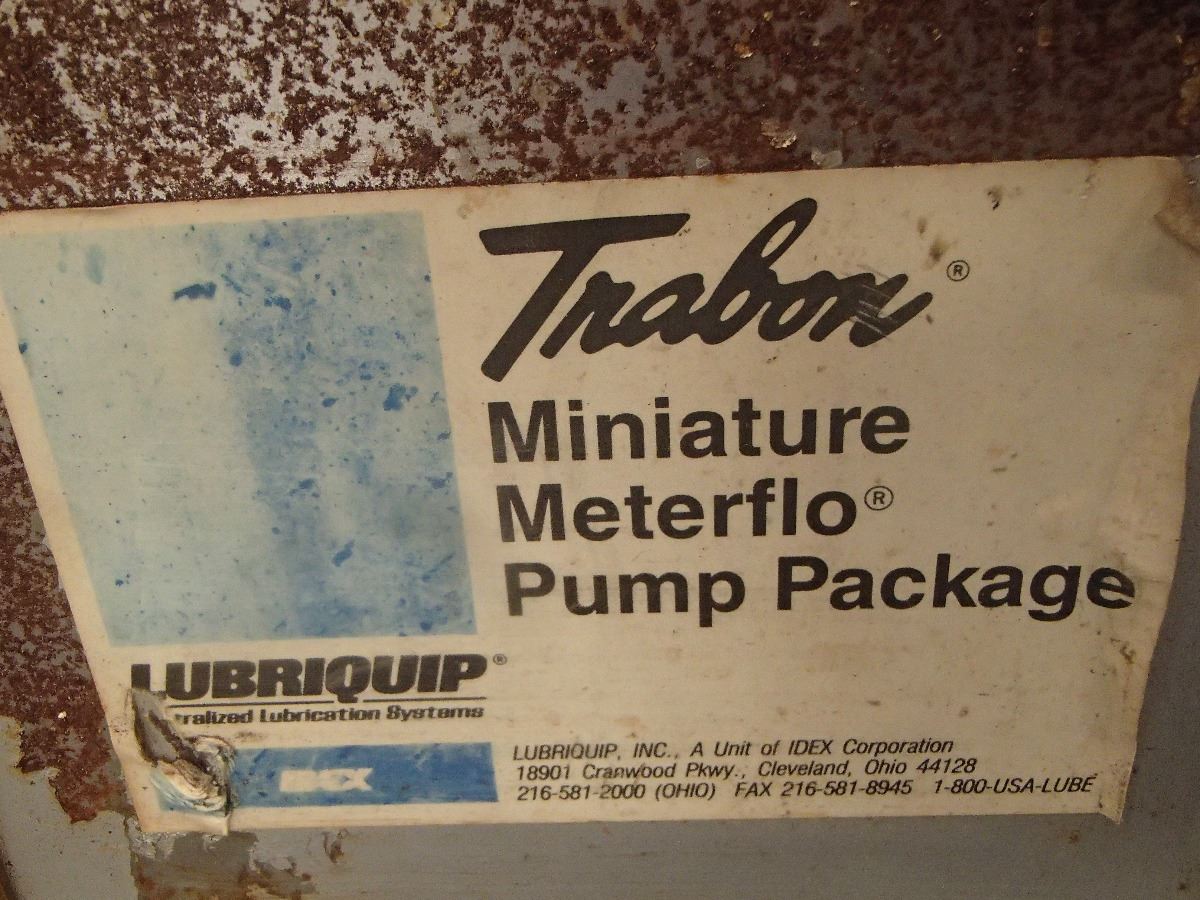 Trabon®
Miniature
Meterflo®
Pump Package
LUBRIQUIP®
tralized Lubrication Systems
IDEX
LUBRIQUIP, INC., A Unit of IDEX Corporation
18901 Cranwood Pkwy., Cleveland, Ohio 44128
216-581-2000 (OHIO) FAX 216-581-8945 1-800-USA-LUBE